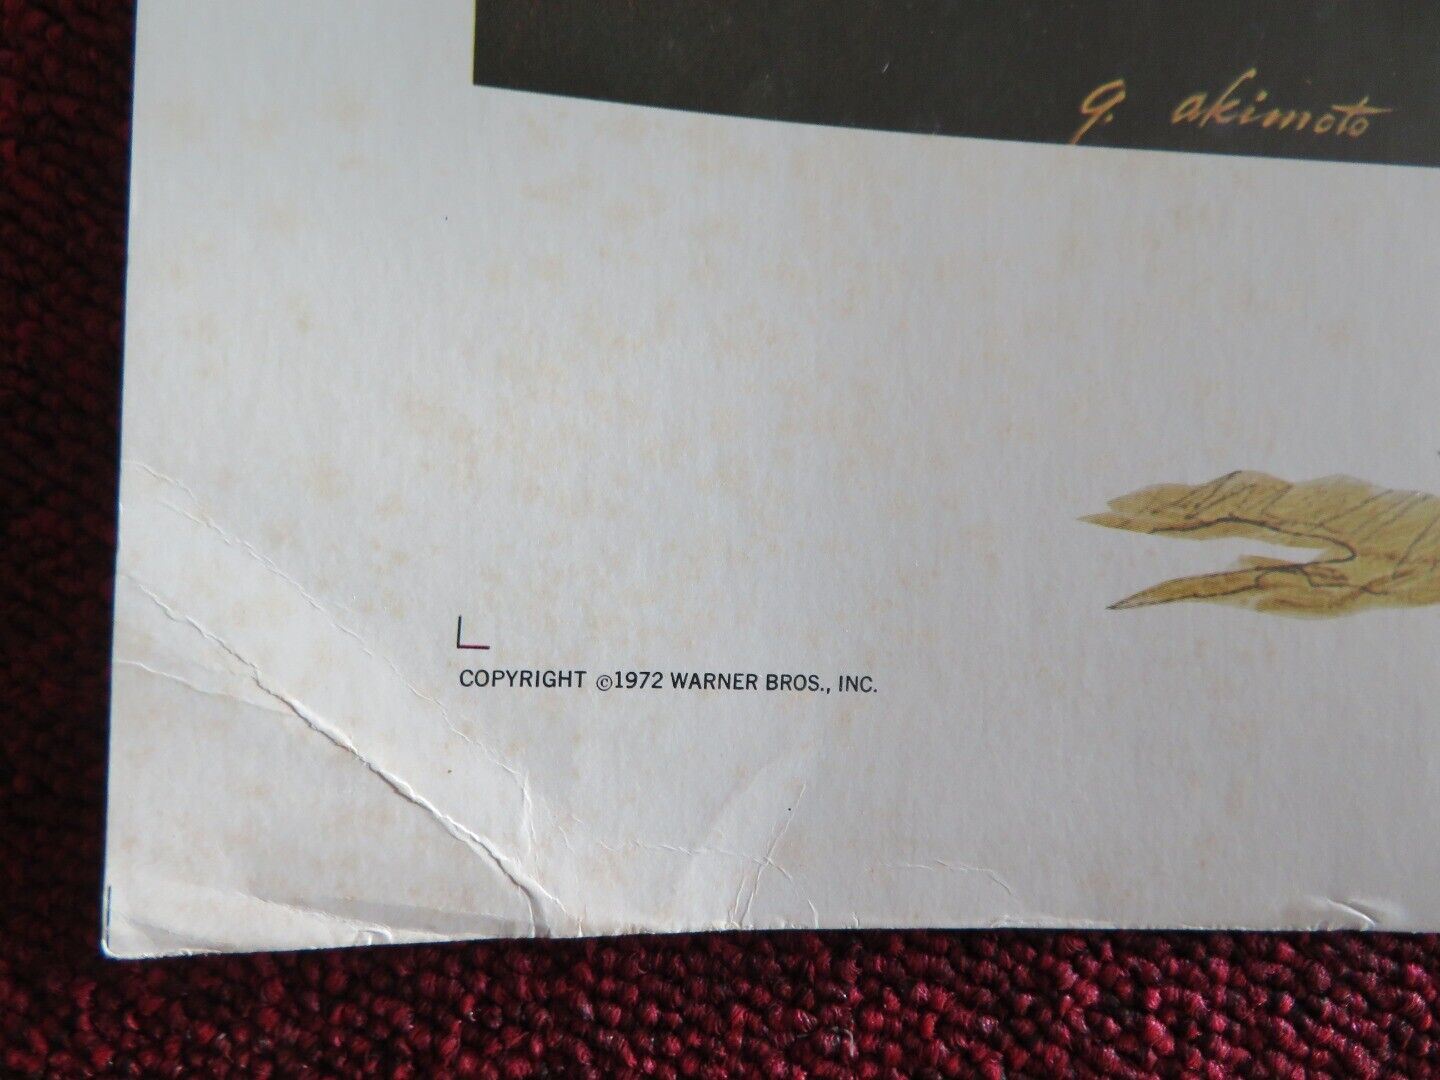 g. akimoto
COPYRIGHT ©1972 WARNER BROS., INC.